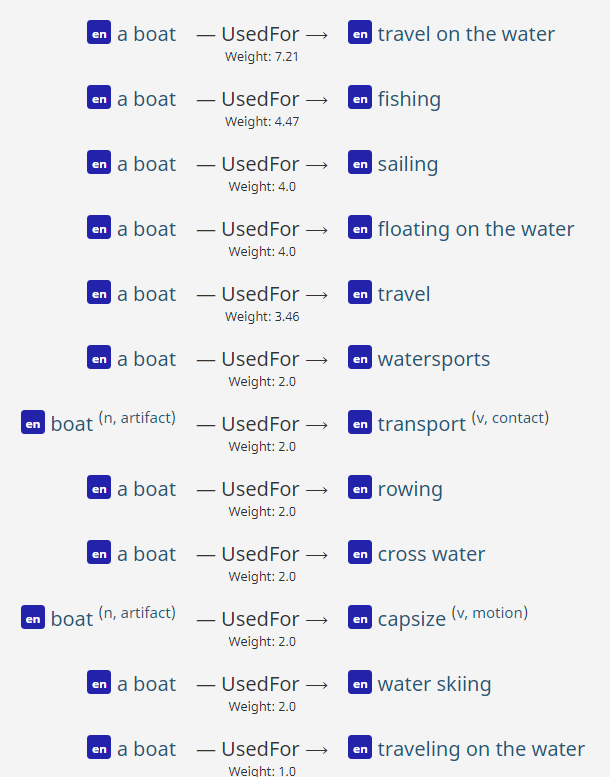 en a boat — UsedFor ⟶ en travel on the water
Weight: 7.21
en a boat — UsedFor ⟶ en fishing
Weight: 4.47
en a boat — UsedFor ⟶ en sailing
Weight: 4.0
en a boat — UsedFor ⟶ en floating on the water
Weight: 4.0
en a boat — UsedFor ⟶ en travel
Weight: 3.46
en a boat — UsedFor ⟶ en watersports
Weight: 2.0
en boat (n, artifact) — UsedFor ⟶ en transport (v, contact)
Weight: 2.0
en a boat — UsedFor ⟶ en rowing
Weight: 2.0
en a boat — UsedFor ⟶ en cross water
Weight: 2.0
en boat (n, artifact) — UsedFor ⟶ en capsize (v, motion)
Weight: 2.0
en a boat — UsedFor ⟶ en water skiing
Weight: 2.0
en a boat — UsedFor ⟶ en traveling on the water
Weight: 1.0